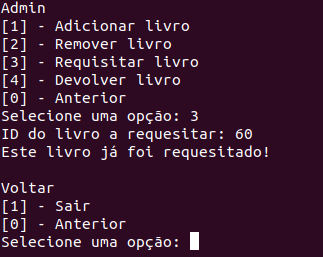 Admin
[1] - Adicionar livro
[2] - Remover livro
[3] - Requisitar livro
[4] - Devolver livro
[0] - Anterior
Selecione uma opção: 3
ID do livro a requesitar: 60
Este livro já foi requesitado!
Voltar
[1] - Sair
[0] - Anterior
Selecione uma opção: